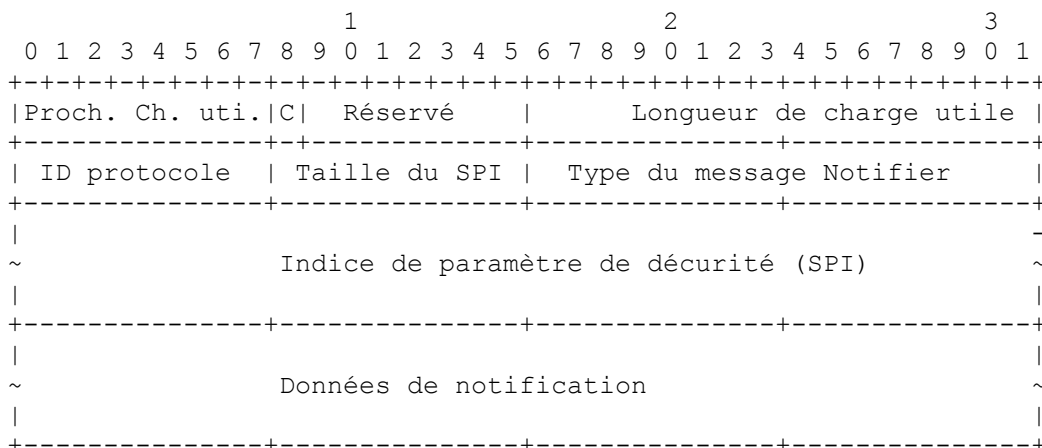 1                   2                   3
 0 1 2 3 4 5 6 7 8 9 0 1 2 3 4 5 6 7 8 9 0 1 2 3 4 5 6 7 8 9 0 1
+-+-+-+-+-+-+-+-+-+-+-+-+-+-+-+-+-+-+-+-+-+-+-+-+-+-+-+-+-+-+-+-+
|Proch. Ch. uti.|C|  Réservé    |      Longueur de charge utile |
+---------------+-+-------------+---------------+---------------+
| ID protocole  | Taille du SPI |  Type du message Notifier     |
+---------------+---------------+---------------+---------------+
|                                                               -
~                Indice de paramètre de décurité (SPI)          ~
|                                                               |
+---------------+---------------+---------------+---------------+
|                                                               |
~                Données de notification                        ~
|                                                               |
+---------------+---------------+---------------+---------------+